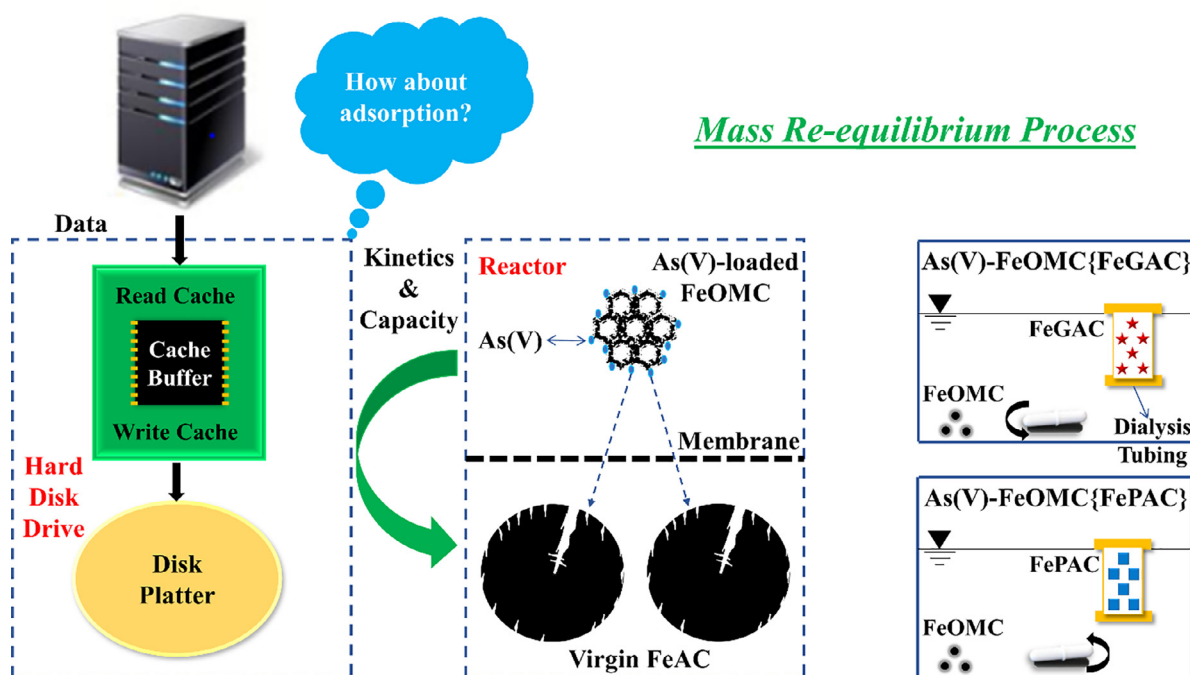 How about
adsorption?
Mass Re-equilibrium Process
Data
Read Cache
Cache
Buffer
Write Cache
Hard
Disk
Drive
Disk
Platter
Kinetics
&
Capacity
Reactor
As(V)-loaded
FeOMC
As(V)
Membrane
Virgin FeAC
As(V)-FeOMC{FeGAC}
FeGAC
FeOMC
Dialysis
Tubing
As(V)-FeOMC{FePAC}
FePAC
FeOMC